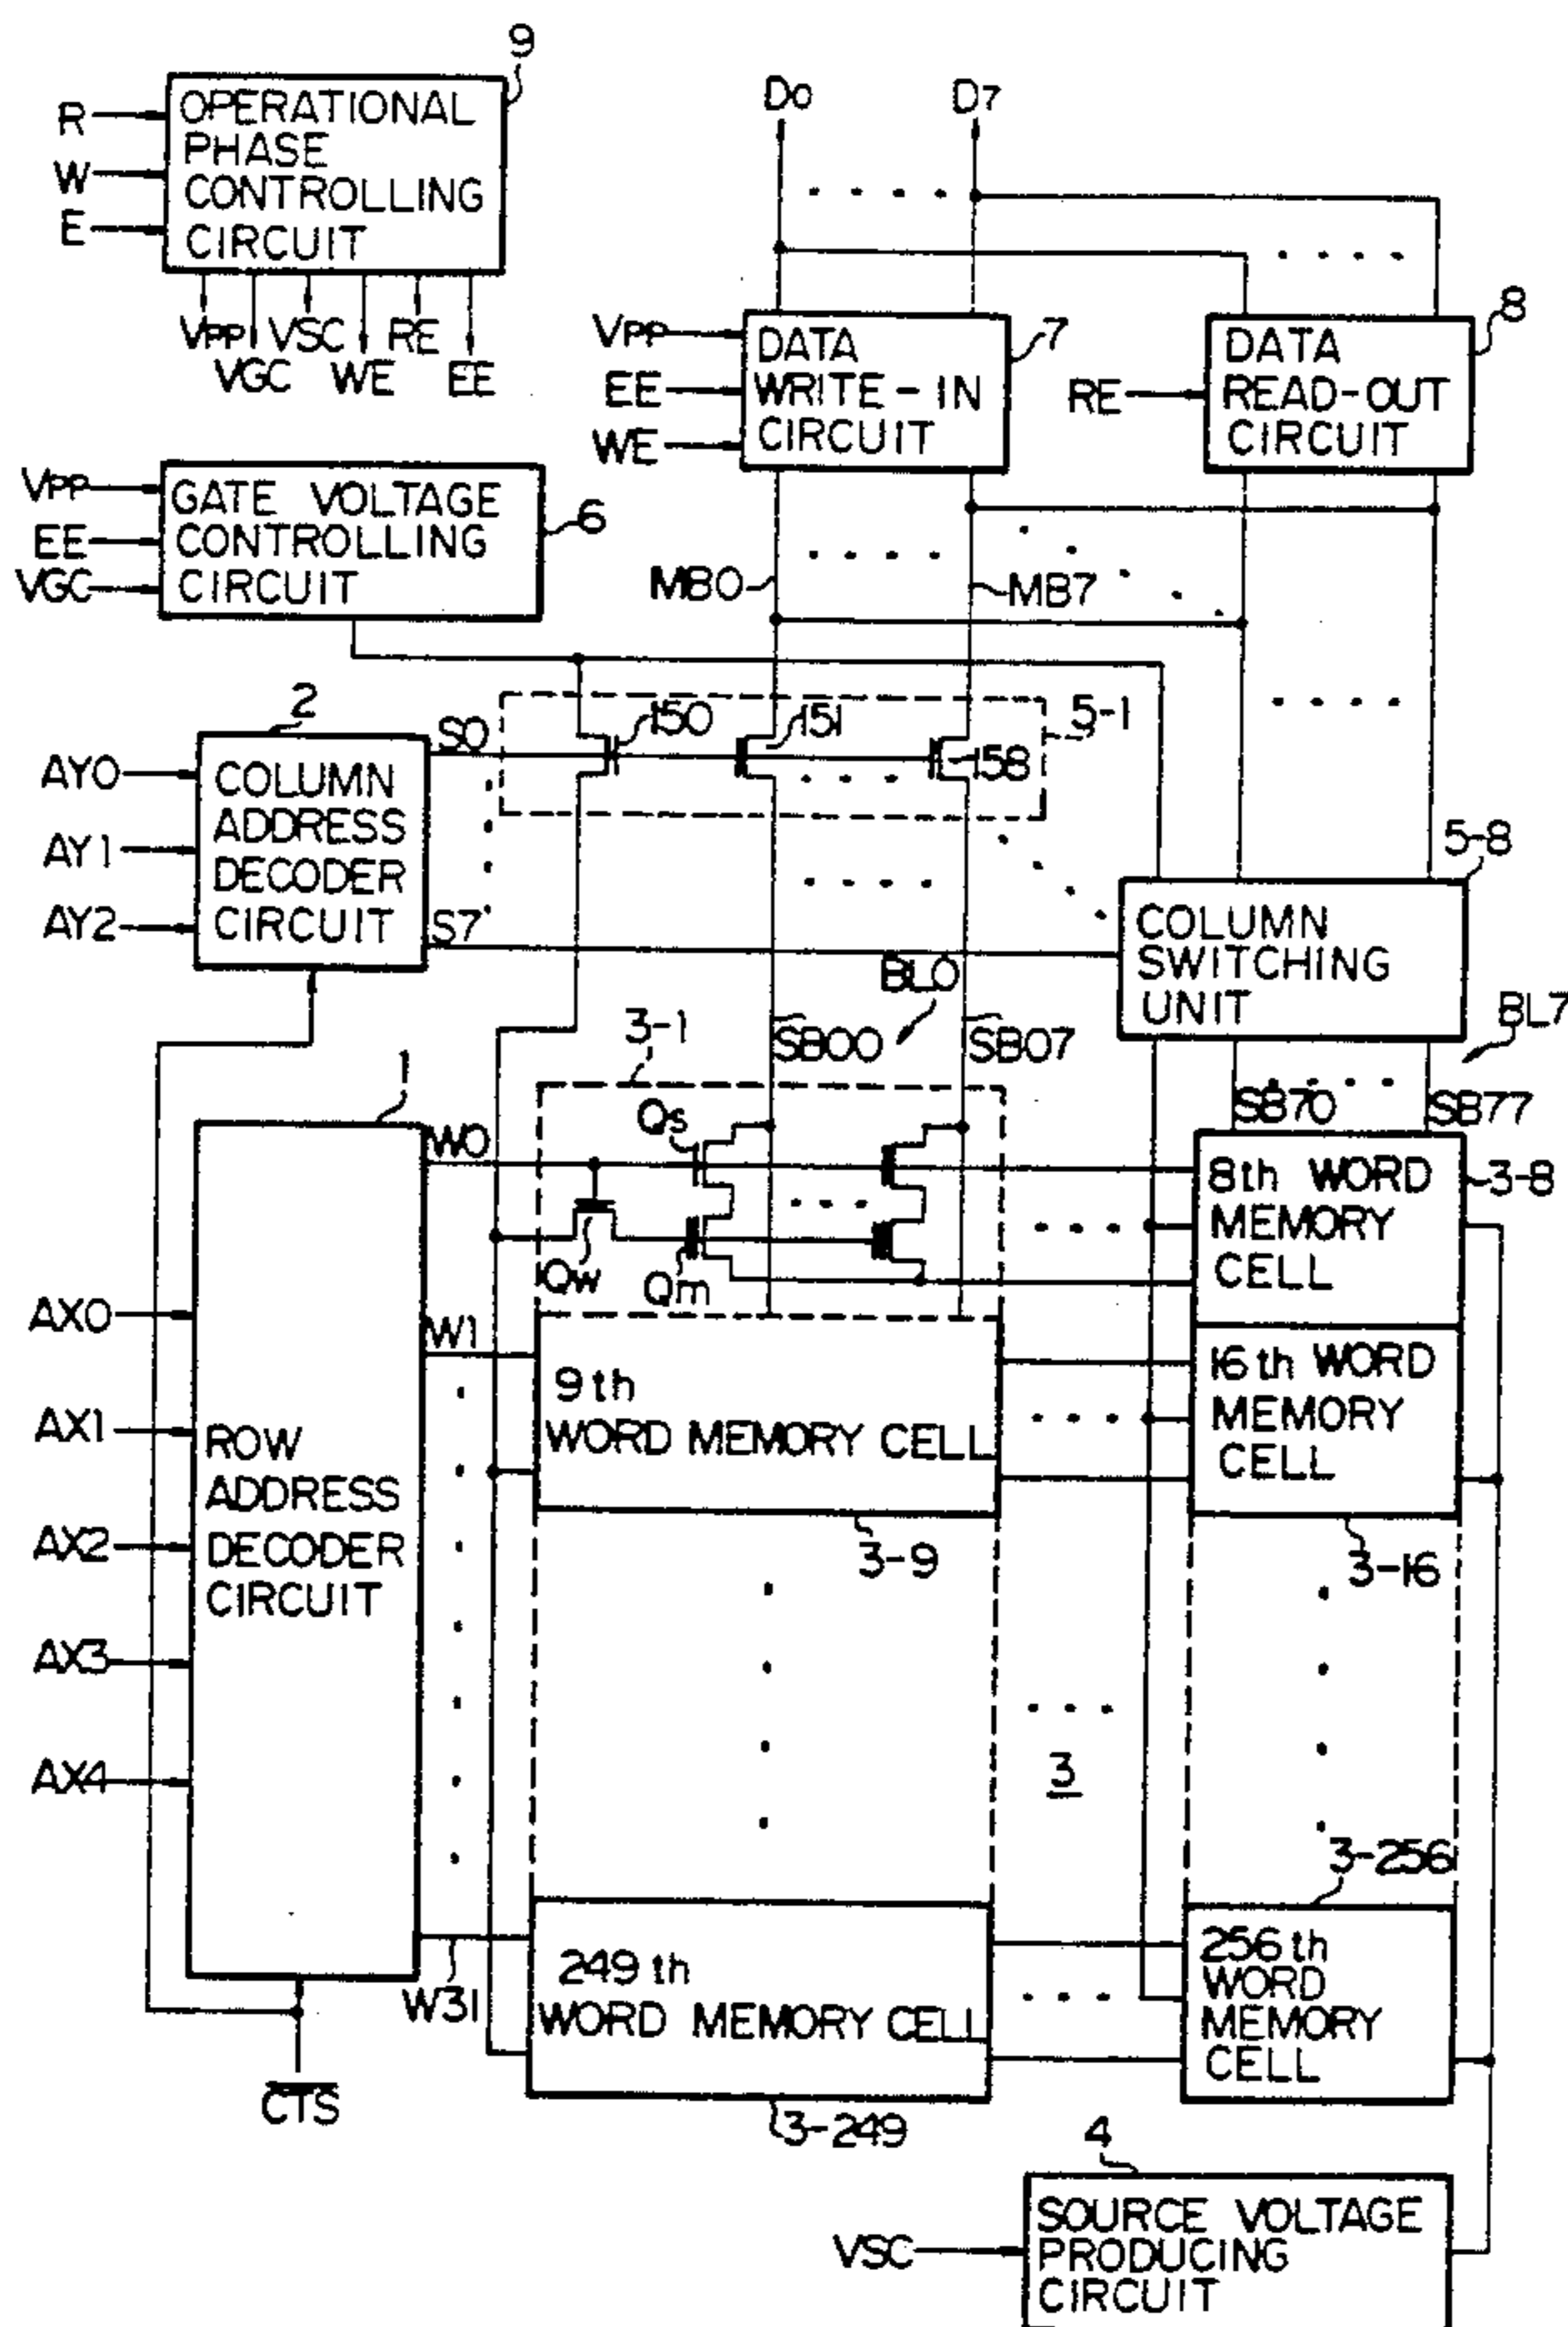 9
R
W
E
OPERATIONAL
PHASE
CONTROLLING
CIRCUIT
VPP
VGC
VSC
WE
RE
EE
D0
D7
VPP
EE
WE
DATA
WRITE-IN
CIRCUIT
7
RE
DATA
READ-OUT
CIRCUIT
8
VPP
EE
VGC
GATE VOLTAGE
CONTROLLING
CIRCUIT
6
MB0
MB7
2
AY0
AY1
AY2
COLUMN
ADDRESS
DECODER
CIRCUIT
S0
S7
150
151
158
5-1
5-8
COLUMN
SWITCHING
UNIT
BL0
BL7
3-1
SB00
SB07
SB70
SB77
1
W0
Qs
Qw
Qm
8th WORD
MEMORY
CELL
3-8
AX0
AX1
AX2
AX3
AX4
ROW
ADDRESS
DECODER
CIRCUIT
W1
9th
WORD MEMORY CELL
3-9
16th WORD
MEMORY
CELL
3-16
3
3-256
W31
249th
WORD MEMORY CELL
3-249
256th
WORD
MEMORY
CELL
CTS
4
VSC
SOURCE VOLTAGE
PRODUCING
CIRCUIT